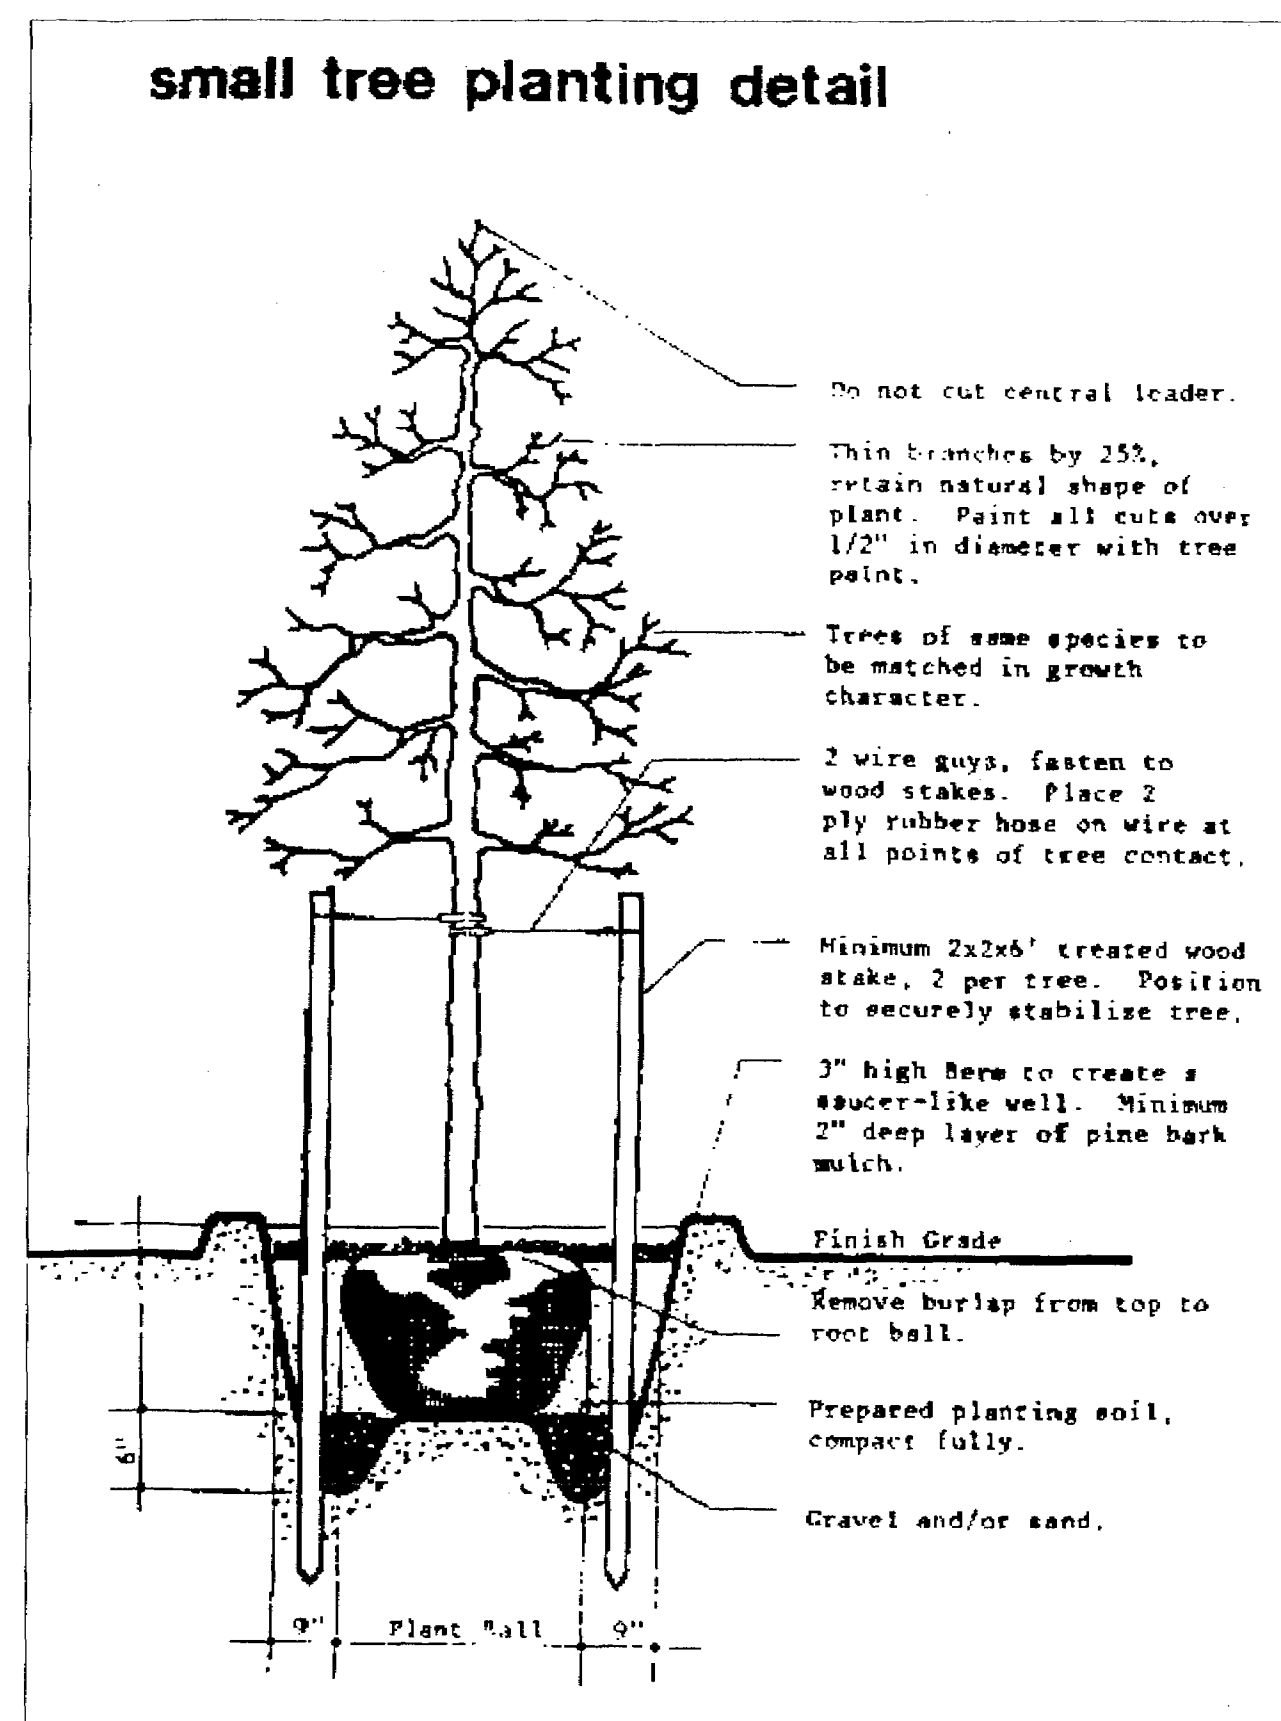 small tree planting detail
Do not cut central leader.
Thin branches by 25%,
retain natural shape of
plant. Paint all cuts over
1/2" in diameter with tree
paint.
Trees of same species to
be matched in growth
character.
2 wire guys, fasten to
wood stakes. Place 2
ply rubber hose on wire at
all points of tree contact.
Minimum 2x2x6' treated wood
stake, 2 per tree. Position
to securely stabilize tree.
3" high Berm to create a
saucer-like well. Minimum
2" deep layer of pine bark
mulch.
Finish Grade
Remove burlap from top to
root ball.
Prepared planting soil,
compact fully.
Gravel and/or sand.
6"
9" Plant Ball 9"